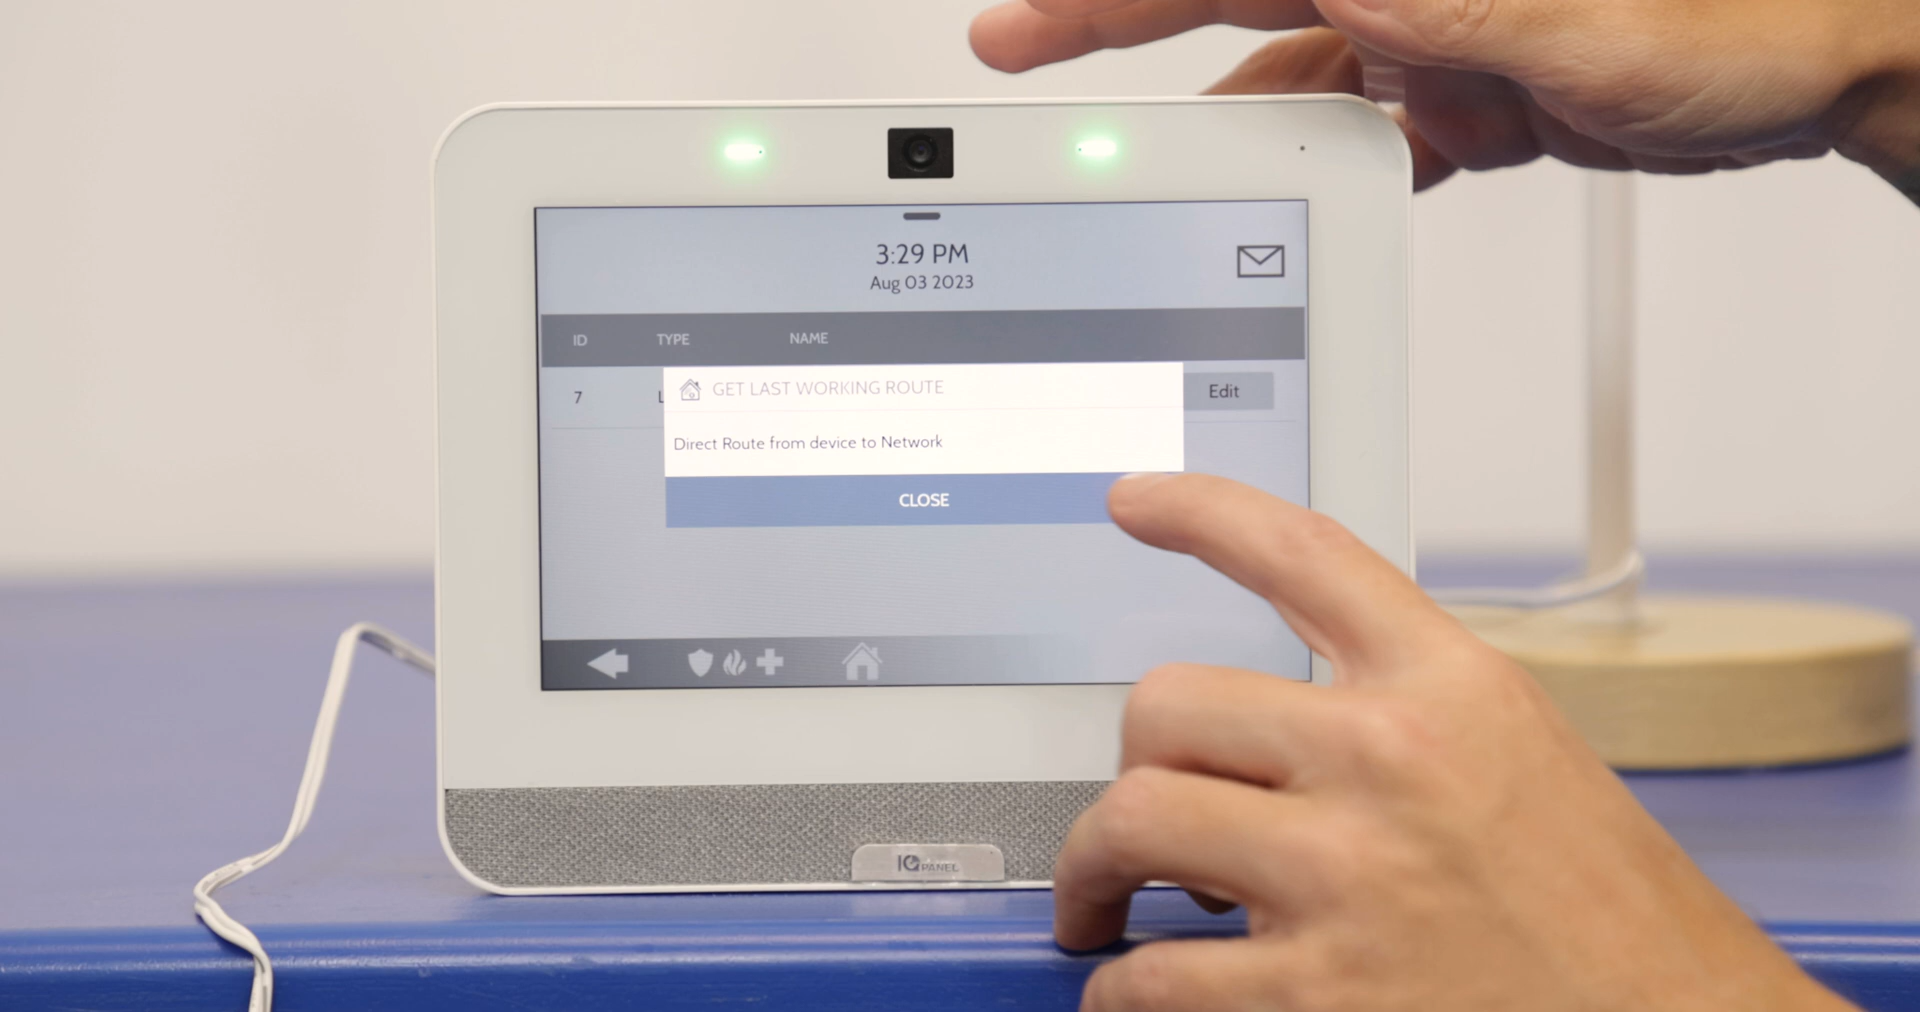 3:29 PM
Aug 03 2023
ID TYPE NAME
7 L Edit
GET LAST WORKING ROUTE
Direct Route from device to Network
CLOSE
IQ PANEL